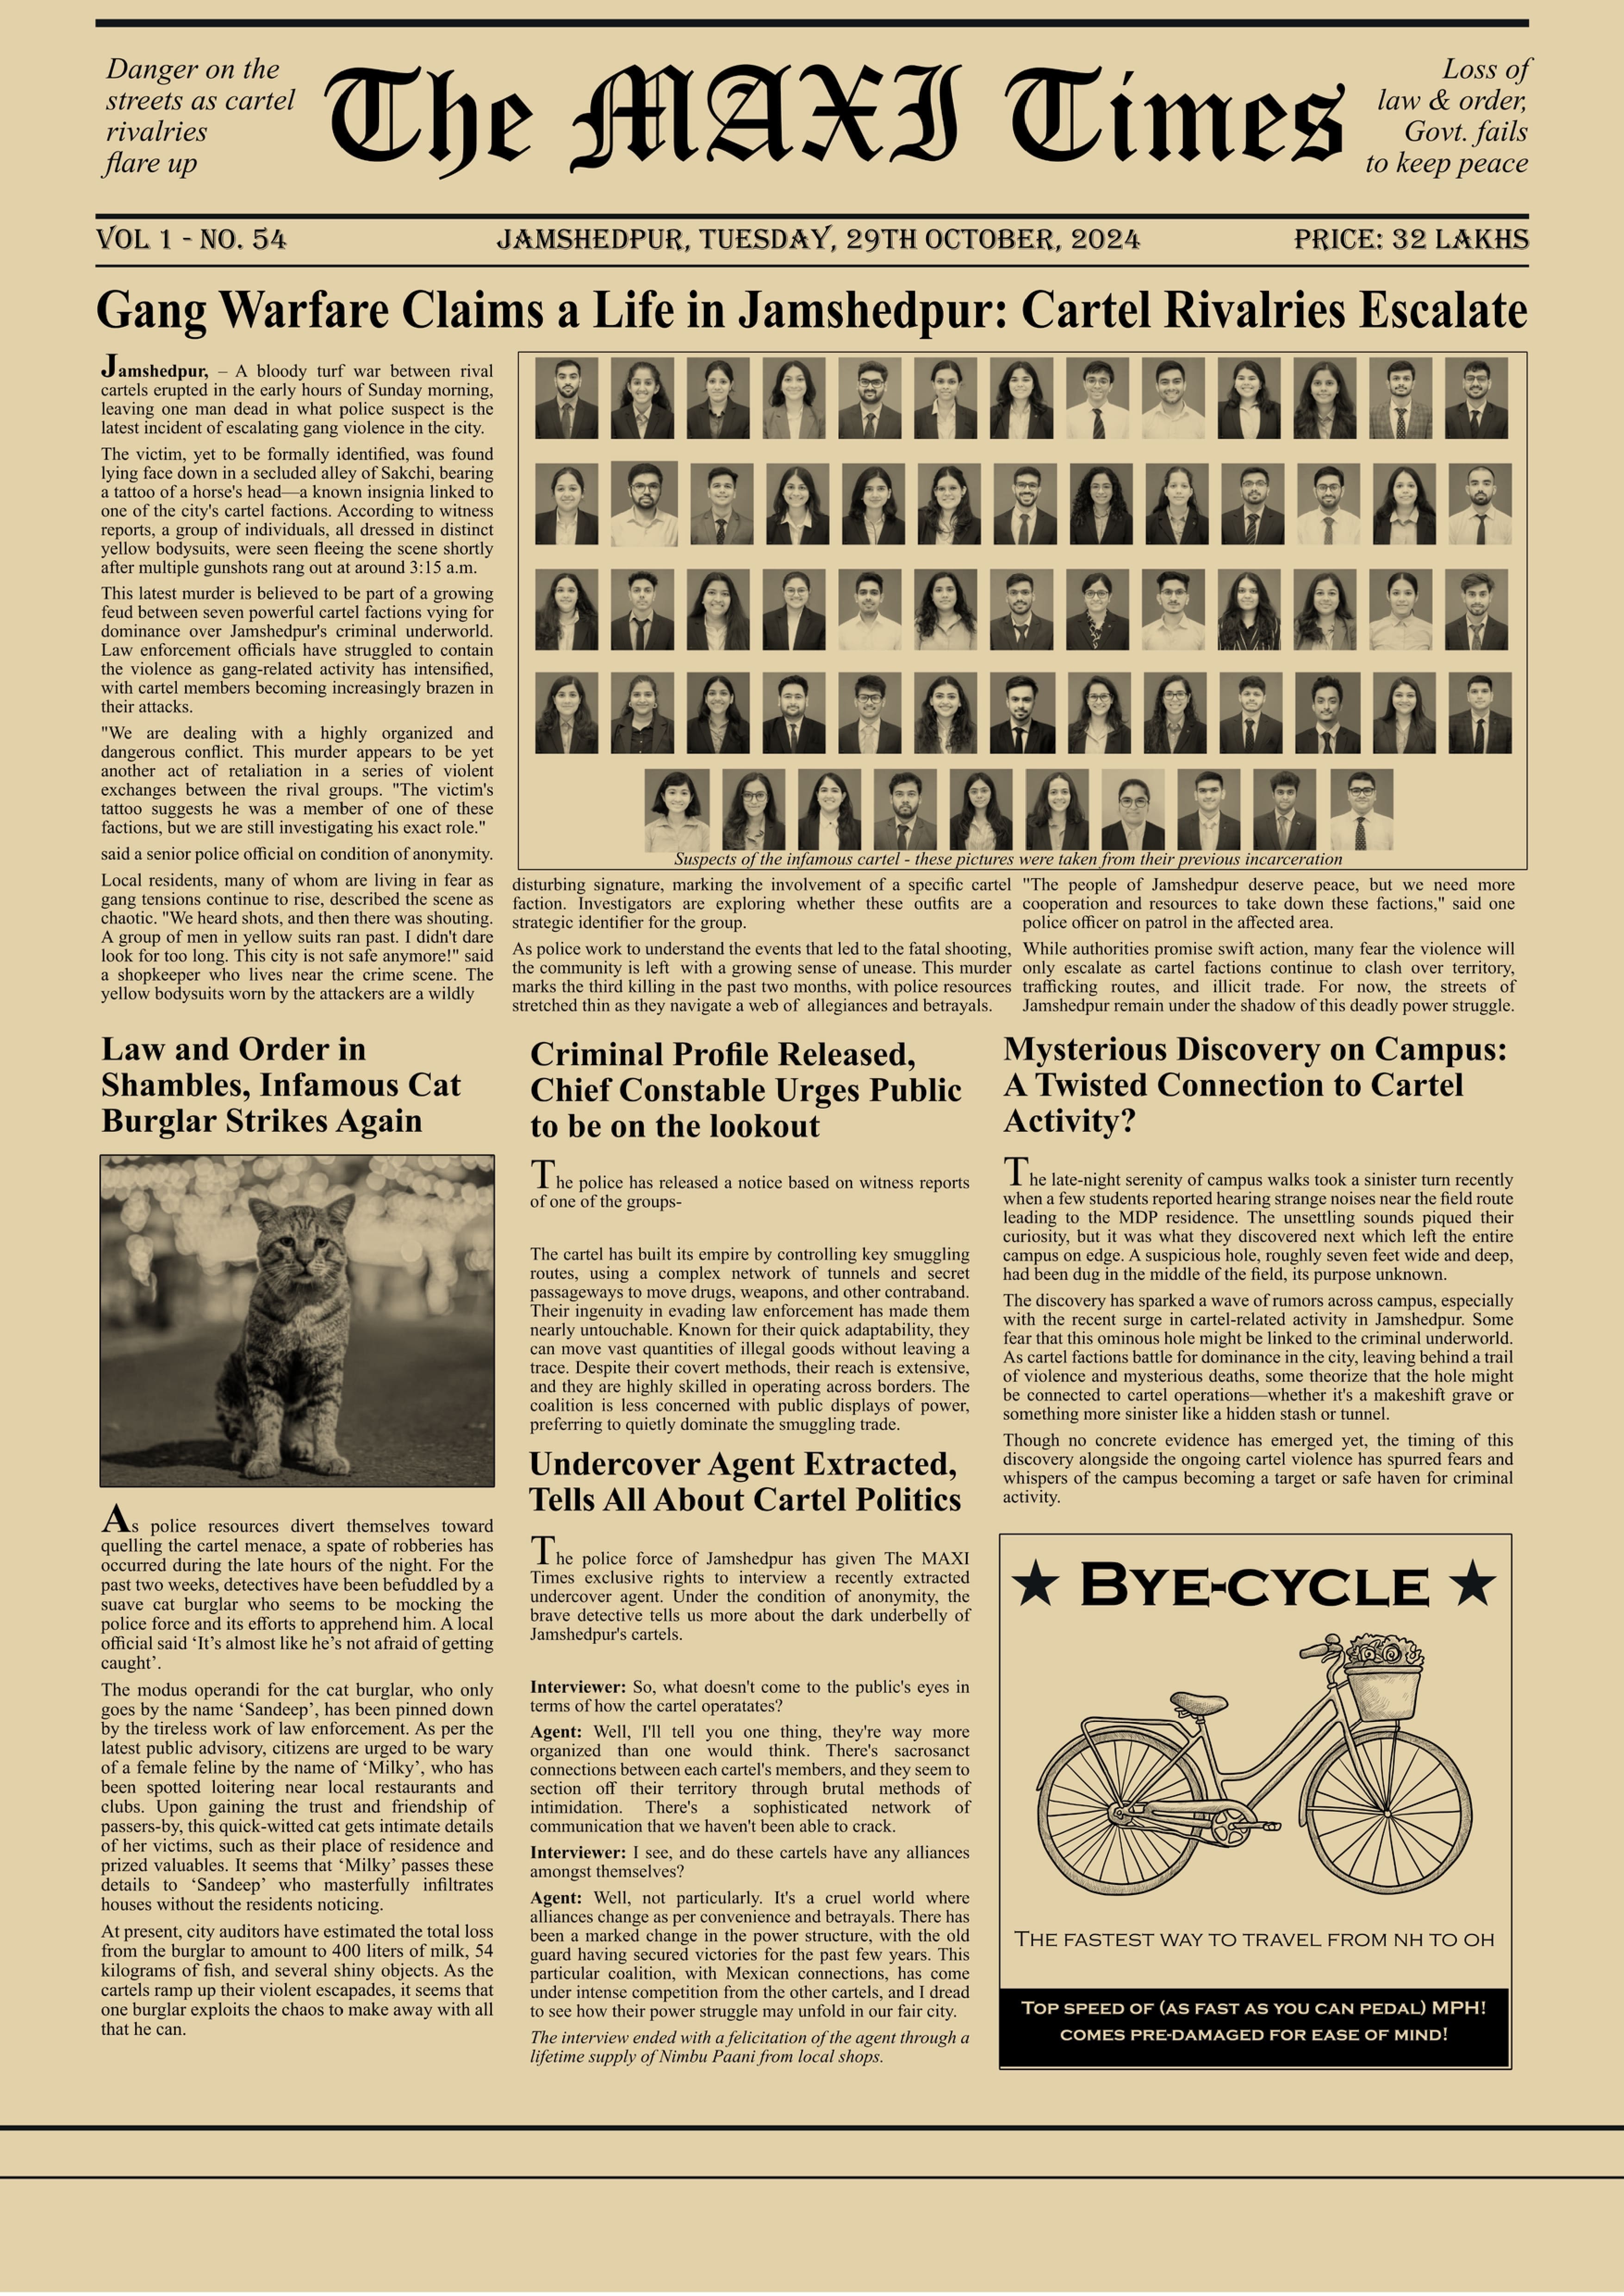 Danger on the
streets as cartel
rivalries
flare up
The MAXI Times
Loss of
law & order,
Govt. fails
to keep peace
VOL 1 - NO. 54
JAMSHEDPUR, TUESDAY, 29TH OCTOBER, 2024
PRICE: 32 LAKHS
Gang Warfare Claims a Life in Jamshedpur: Cartel Rivalries Escalate
Jamshedpur, – A bloody turf war between rival
cartels erupted in the early hours of Sunday morning,
leaving one man dead in what police suspect is the
latest incident of escalating gang violence in the city.
The victim, yet to be formally identified, was found
lying face down in a secluded alley of Sakchi, bearing
a tattoo of a horse's head—a known insignia linked to
one of the city's cartel factions. According to witness
reports, a group of individuals, all dressed in distinct
yellow bodysuits, were seen fleeing the scene shortly
after multiple gunshots rang out at around 3:15 a.m.
This latest murder is believed to be part of a growing
feud between seven powerful cartel factions vying for
dominance over Jamshedpur's criminal underworld.
Law enforcement officials have struggled to contain
the violence as gang-related activity has intensified,
with cartel members becoming increasingly brazen in
their attacks.
"We are dealing with a highly organized and
dangerous conflict. This murder appears to be yet
another act of retaliation in a series of violent
exchanges between the rival groups. "The victim's
tattoo suggests he was a member of one of these
factions, but we are still investigating his exact role."
said a senior police official on condition of anonymity.
Local residents, many of whom are living in fear as
gang tensions continue to rise, described the scene as
chaotic. "We heard shots, and then there was shouting.
A group of men in yellow suits ran past. I didn't dare
look for too long. This city is not safe anymore!" said
a shopkeeper who lives near the crime scene. The
yellow bodysuits worn by the attackers are a wildly
Suspects of the infamous cartel - these pictures were taken from their previous incarceration
disturbing signature, marking the involvement of a specific cartel
faction. Investigators are exploring whether these outfits are a
strategic identifier for the group.
As police work to understand the events that led to the fatal shooting,
the community is left with a growing sense of unease. This murder
marks the third killing in the past two months, with police resources
stretched thin as they navigate a web of allegiances and betrayals.
"The people of Jamshedpur deserve peace, but we need more
cooperation and resources to take down these factions," said one
police officer on patrol in the affected area.
While authorities promise swift action, many fear the violence will
only escalate as cartel factions continue to clash over territory,
trafficking routes, and illicit trade. For now, the streets of
Jamshedpur remain under the shadow of this deadly power struggle.
Law and Order in
Shambles, Infamous Cat
Burglar Strikes Again
As police resources divert themselves toward
quelling the cartel menace, a spate of robberies has
occurred during the late hours of the night. For the
past two weeks, detectives have been befuddled by a
suave cat burglar who seems to be mocking the
police force and its efforts to apprehend him. A local
official said ‘It’s almost like he’s not afraid of getting
caught’.
The modus operandi for the cat burglar, who only
goes by the name ‘Sandeep’, has been pinned down
by the tireless work of law enforcement. As per the
latest public advisory, citizens are urged to be wary
of a female feline by the name of ‘Milky’, who has
been spotted loitering near local restaurants and
clubs. Upon gaining the trust and friendship of
passers-by, this quick-witted cat gets intimate details
of her victims, such as their place of residence and
prized valuables. It seems that ‘Milky’ passes these
details to ‘Sandeep’ who masterfully infiltrates
houses without the residents noticing.
At present, city auditors have estimated the total loss
from the burglar to amount to 400 liters of milk, 54
kilograms of fish, and several shiny objects. As the
cartels ramp up their violent escapades, it seems that
one burglar exploits the chaos to make away with all
that he can.
Criminal Profile Released,
Chief Constable Urges Public
to be on the lookout
The police has released a notice based on witness reports
of one of the groups-
The cartel has built its empire by controlling key smuggling
routes, using a complex network of tunnels and secret
passageways to move drugs, weapons, and other contraband.
Their ingenuity in evading law enforcement has made them
nearly untouchable. Known for their quick adaptability, they
can move vast quantities of illegal goods without leaving a
trace. Despite their covert methods, their reach is extensive,
and they are highly skilled in operating across borders. The
coalition is less concerned with public displays of power,
preferring to quietly dominate the smuggling trade.
Undercover Agent Extracted,
Tells All About Cartel Politics
The police force of Jamshedpur has given The MAXI
Times exclusive rights to interview a recently extracted
undercover agent. Under the condition of anonymity, the
brave detective tells us more about the dark underbelly of
Jamshedpur's cartels.
Interviewer: So, what doesn't come to the public's eyes in
terms of how the cartel operatates?
Agent: Well, I'll tell you one thing, they're way more
organized than one would think. There's sacrosanct
connections between each cartel's members, and they seem to
section off their territory through brutal methods of
intimidation. There's a sophisticated network of
communication that we haven't been able to crack.
Interviewer: I see, and do these cartels have any alliances
amongst themselves?
Agent: Well, not particularly. It's a cruel world where
alliances change as per convenience and betrayals. There has
been a marked change in the power structure, with the old
guard having secured victories for the past few years. This
particular coalition, with Mexican connections, has come
under intense competition from the other cartels, and I dread
to see how their power struggle may unfold in our fair city.
The interview ended with a felicitation of the agent through a
lifetime supply of Nimbu Paani from local shops.
Mysterious Discovery on Campus:
A Twisted Connection to Cartel
Activity?
The late-night serenity of campus walks took a sinister turn recently
when a few students reported hearing strange noises near the field route
leading to the MDP residence. The unsettling sounds piqued their
curiosity, but it was what they discovered next which left the entire
campus on edge. A suspicious hole, roughly seven feet wide and deep,
had been dug in the middle of the field, its purpose unknown.
The discovery has sparked a wave of rumors across campus, especially
with the recent surge in cartel-related activity in Jamshedpur. Some
fear that this ominous hole might be linked to the criminal underworld.
As cartel factions battle for dominance in the city, leaving behind a trail
of violence and mysterious deaths, some theorize that the hole might
be connected to cartel operations—whether it's a makeshift grave or
something more sinister like a hidden stash or tunnel.
Though no concrete evidence has emerged yet, the timing of this
discovery alongside the ongoing cartel violence has spurred fears and
whispers of the campus becoming a target or safe haven for criminal
activity.
BYE-CYCLE
THE FASTEST WAY TO TRAVEL FROM NH TO OH
TOP SPEED OF (AS FAST AS YOU CAN PEDAL) MPH!
COMES PRE-DAMAGED FOR EASE OF MIND!